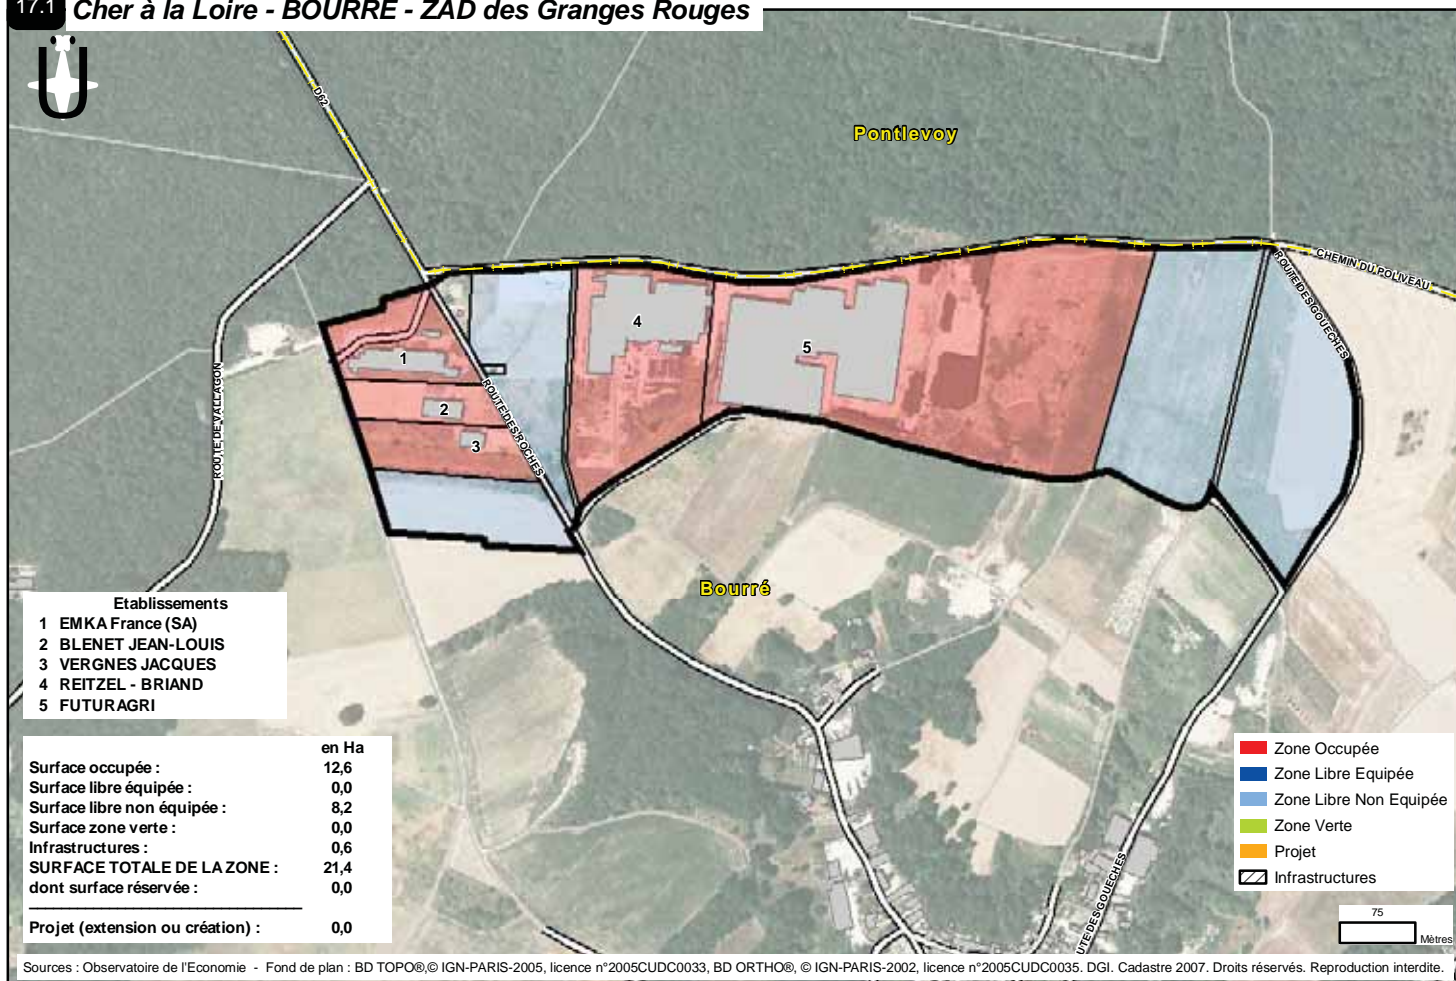 17.1 Cher à la Loire - BOURRE - ZAD des Granges Rouges
Ü
D62
Pontlevoy
CHEMIN DU POLIVEAU
ROUTE DES GOUECHES
ROUTE DE VALLAGON
ROUTE DES ROCHES
1
2
3
4
5
Bourré
Etablissements
1 EMKA France (SA)
2 BLENET JEAN-LOUIS
3 VERGNES JACQUES
4 REITZEL - BRIAND
5 FUTURAGRI
en Ha
Surface occupée : 12,6
Surface libre équipée : 0,0
Surface libre non équipée : 8,2
Surface zone verte : 0,0
Infrastructures : 0,6
SURFACE TOTALE DE LA ZONE : 21,4
dont surface réservée : 0,0
Projet (extension ou création) : 0,0
Zone Occupée
Zone Libre Equipée
Zone Libre Non Equipée
Zone Verte
Projet
Infrastructures
UTE DES GOUECHES
75
Mètres
Sources : Observatoire de l'Economie - Fond de plan : BD TOPO®,© IGN-PARIS-2005, licence n°2005CUDC0033, BD ORTHO®, © IGN-PARIS-2002, licence n°2005CUDC0035. DGI. Cadastre 2007. Droits réservés. Reproduction interdite.